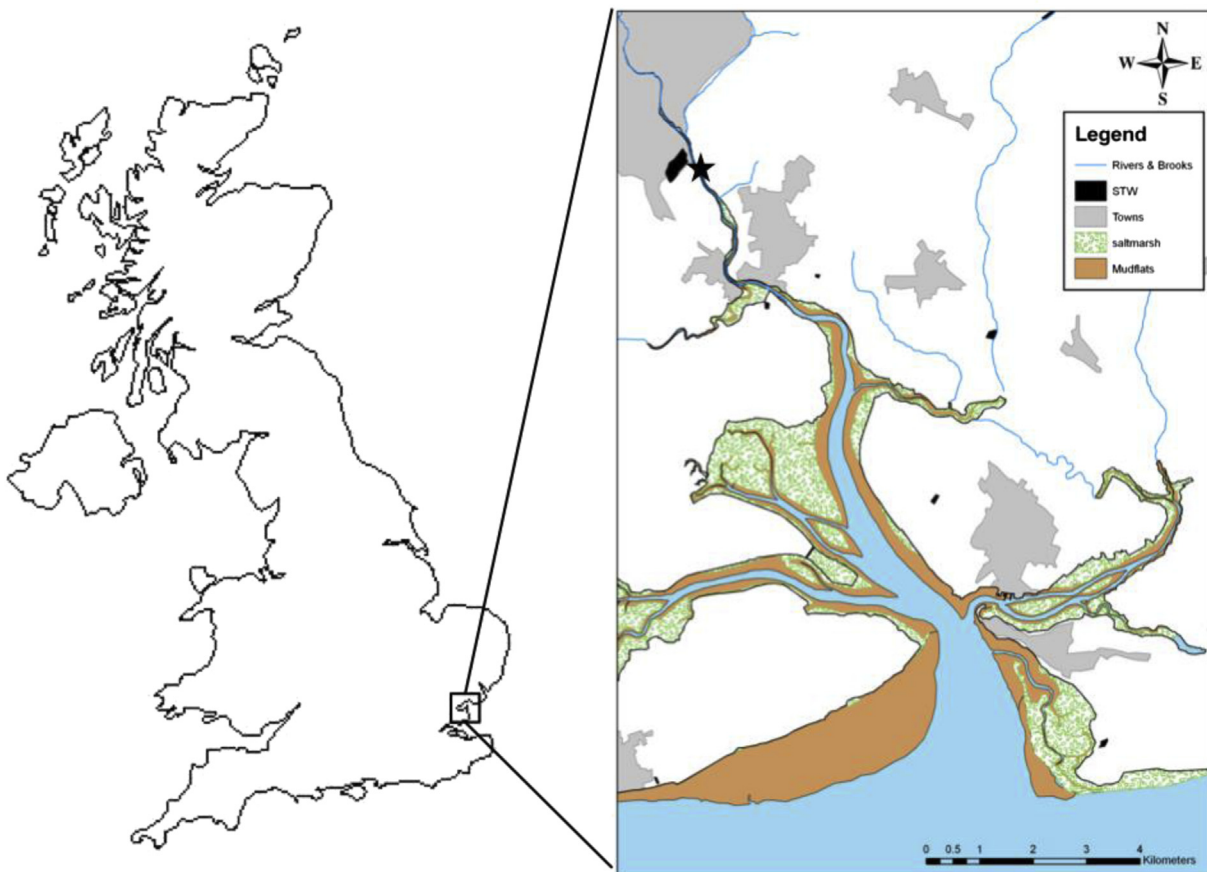 N
W E
S
Legend
Rivers & Brooks
STW
Towns
saltmarsh
Mudflats
0 0.5 1 2 3 4
Kilometers